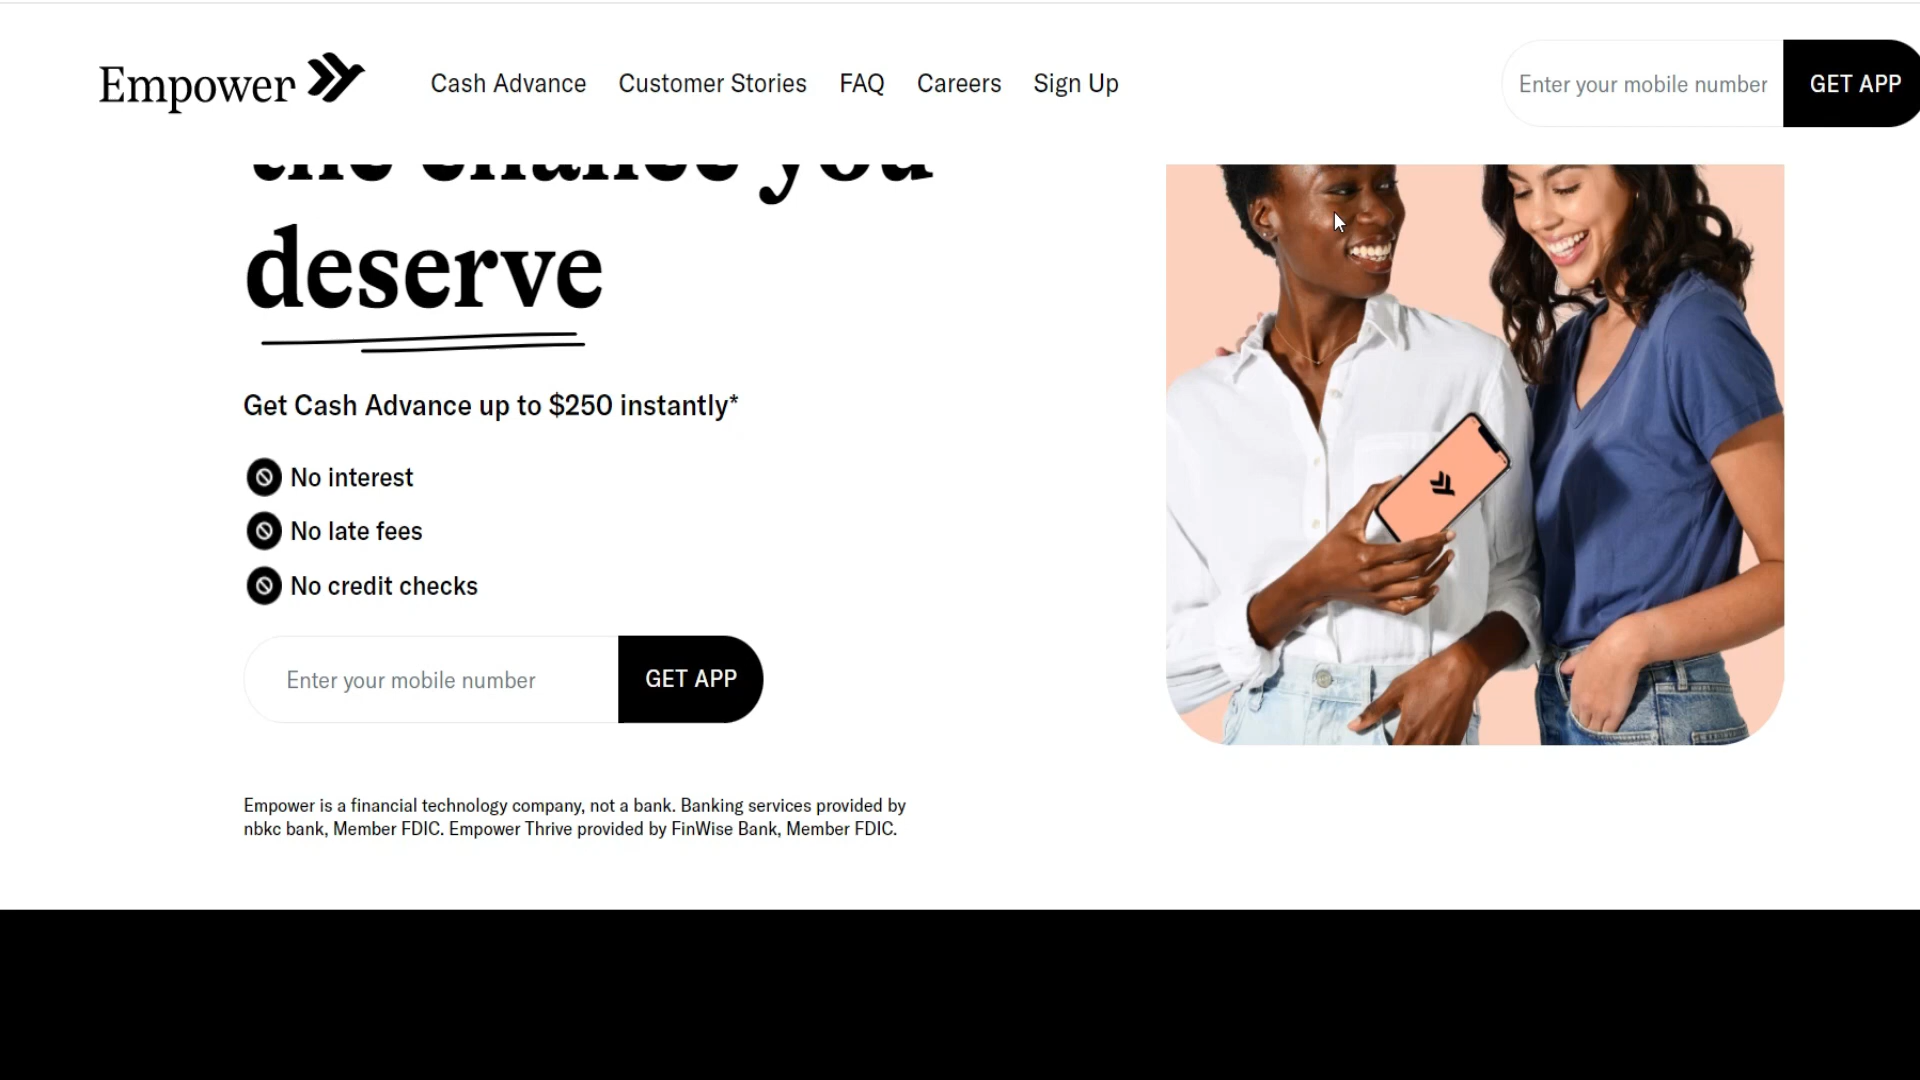 Empower
Cash Advance
Customer Stories
FAQ
Careers
Sign Up
Enter your mobile number
GET APP
the chance you
deserve
Get Cash Advance up to $250 instantly*
No interest
No late fees
No credit checks
Enter your mobile number
GET APP
Empower is a financial technology company, not a bank. Banking services provided by
nbkc bank, Member FDIC. Empower Thrive provided by FinWise Bank, Member FDIC.